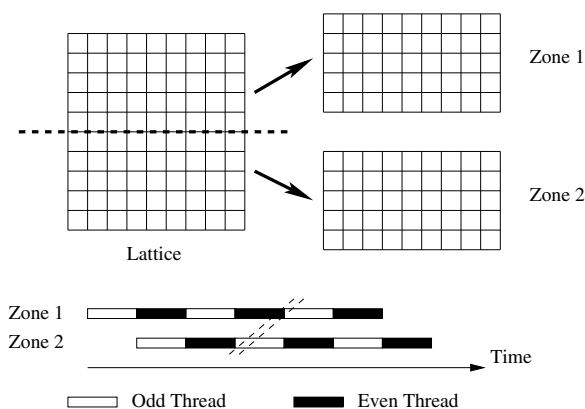 Zone 1
Zone 2
Lattice
Zone 1
Zone 2
Time
Odd Thread
Even Thread